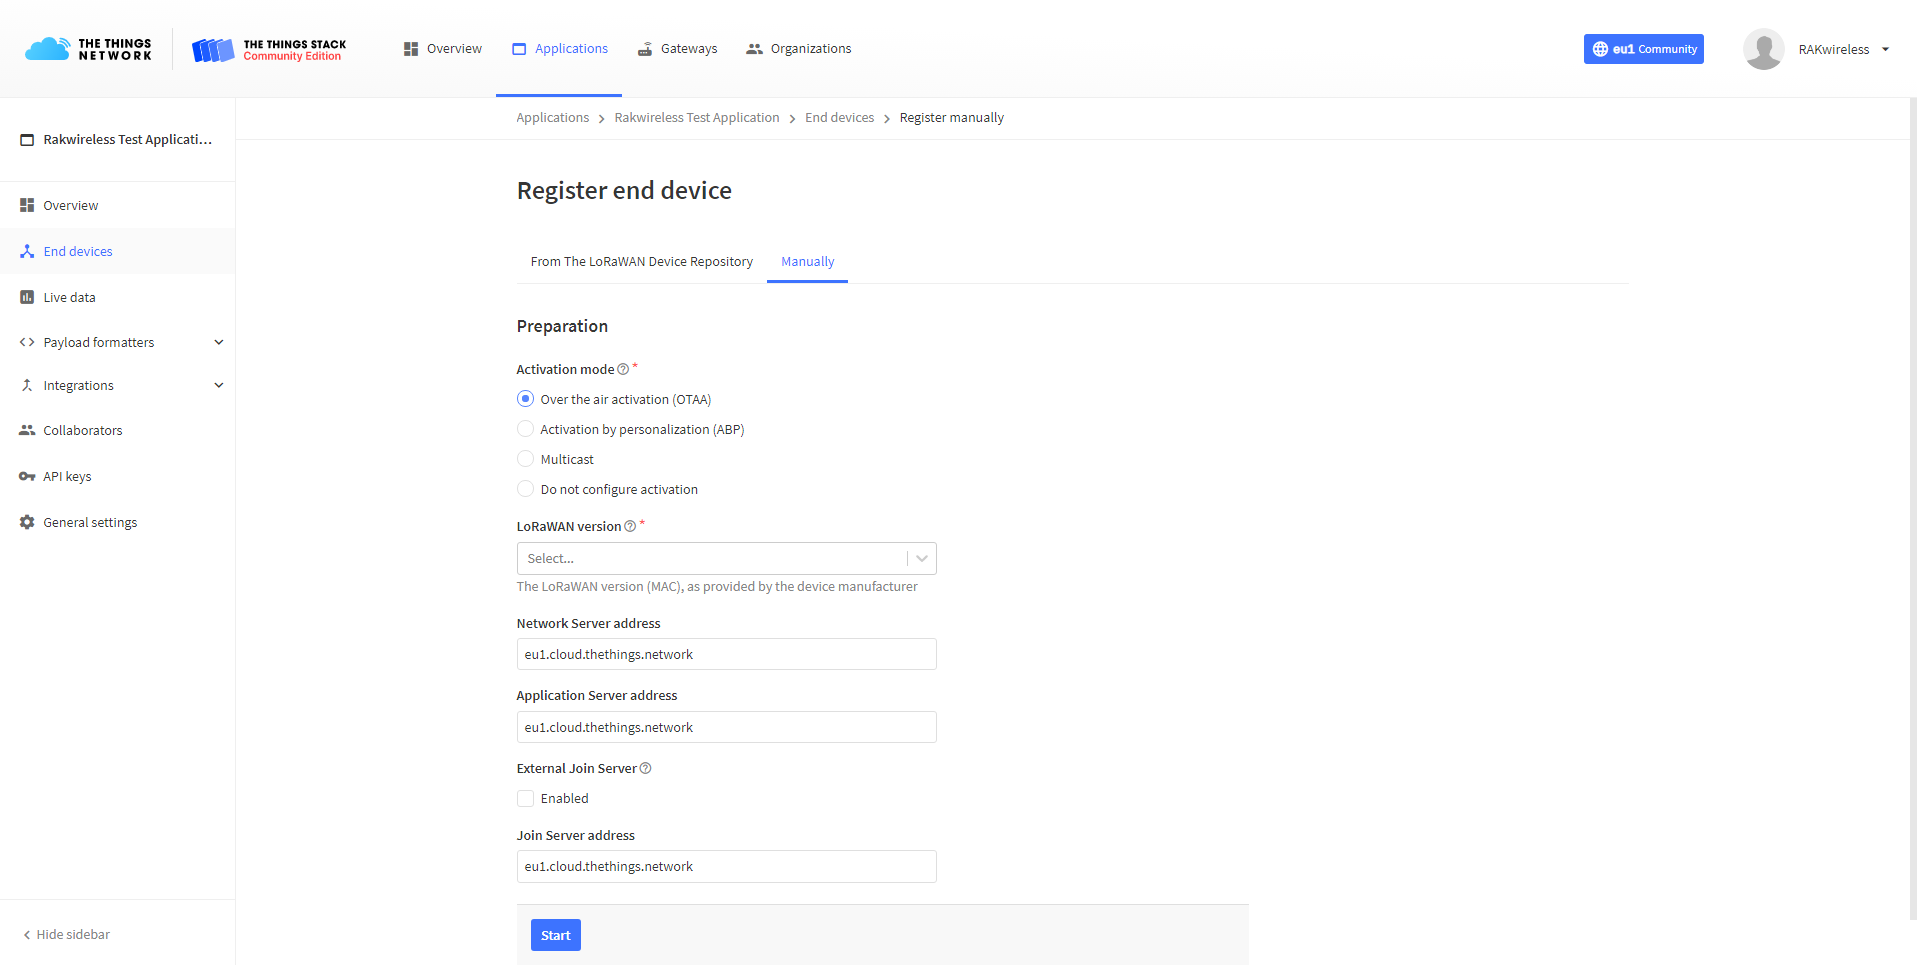 THE THINGS
NETWORK
THE THINGS STACK
Community Edition
Overview
Applications
Gateways
Organizations
eu1 Community
RAKwireless
Rakwireless Test Applicati...
Overview
End devices
Live data
Payload formatters
Integrations
Collaborators
API keys
General settings
Hide sidebar
Applications > Rakwireless Test Application > End devices > Register manually
Register end device
From The LoRaWAN Device Repository
Manually
Preparation
Activation mode *
Over the air activation (OTAA)
Activation by personalization (ABP)
Multicast
Do not configure activation
LoRaWAN version *
Select...
The LoRaWAN version (MAC), as provided by the device manufacturer
Network Server address
eu1.cloud.thethings.network
Application Server address
eu1.cloud.thethings.network
External Join Server
Enabled
Join Server address
eu1.cloud.thethings.network
Start